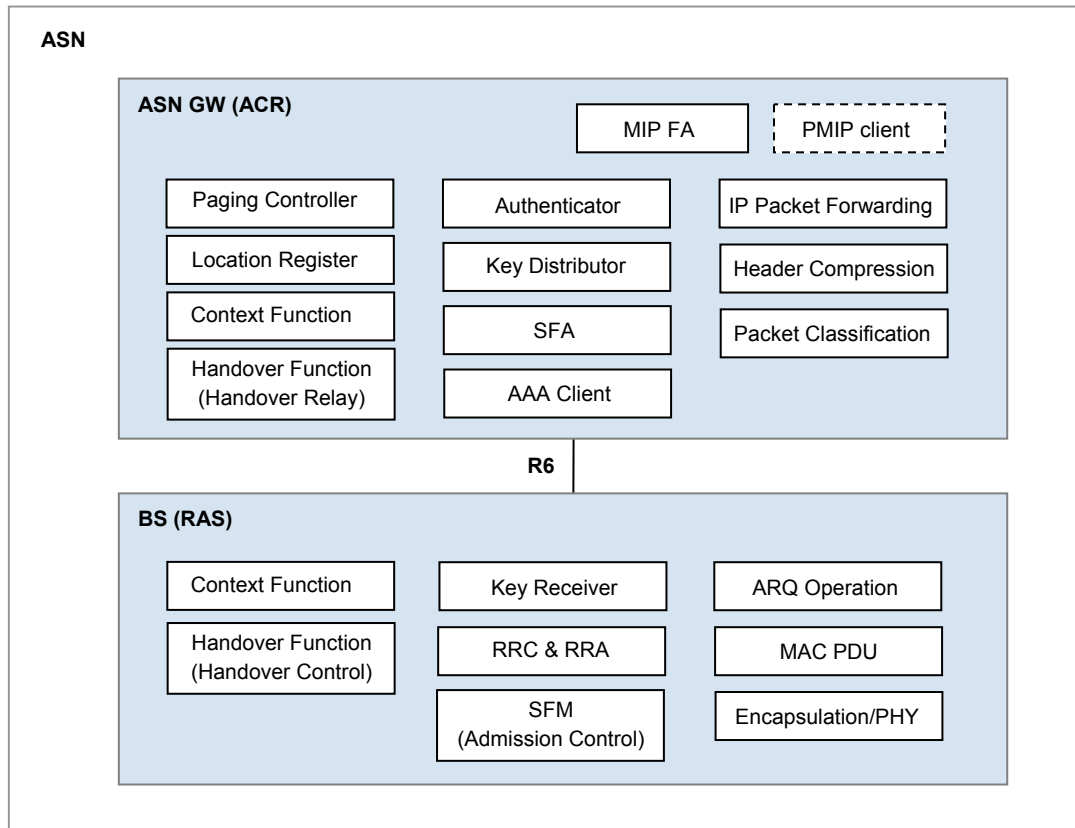 ASN
ASN GW (ACR)
MIP FA
PMIP client
Paging Controller
Authenticator
IP Packet Forwarding
Location Register
Key Distributor
Header Compression
Context Function
SFA
Packet Classification
Handover Function
(Handover Relay)
AAA Client
R6
BS (RAS)
Context Function
Key Receiver
ARQ Operation
Handover Function
(Handover Control)
RRC & RRA
MAC PDU
SFM
(Admission Control)
Encapsulation/PHY